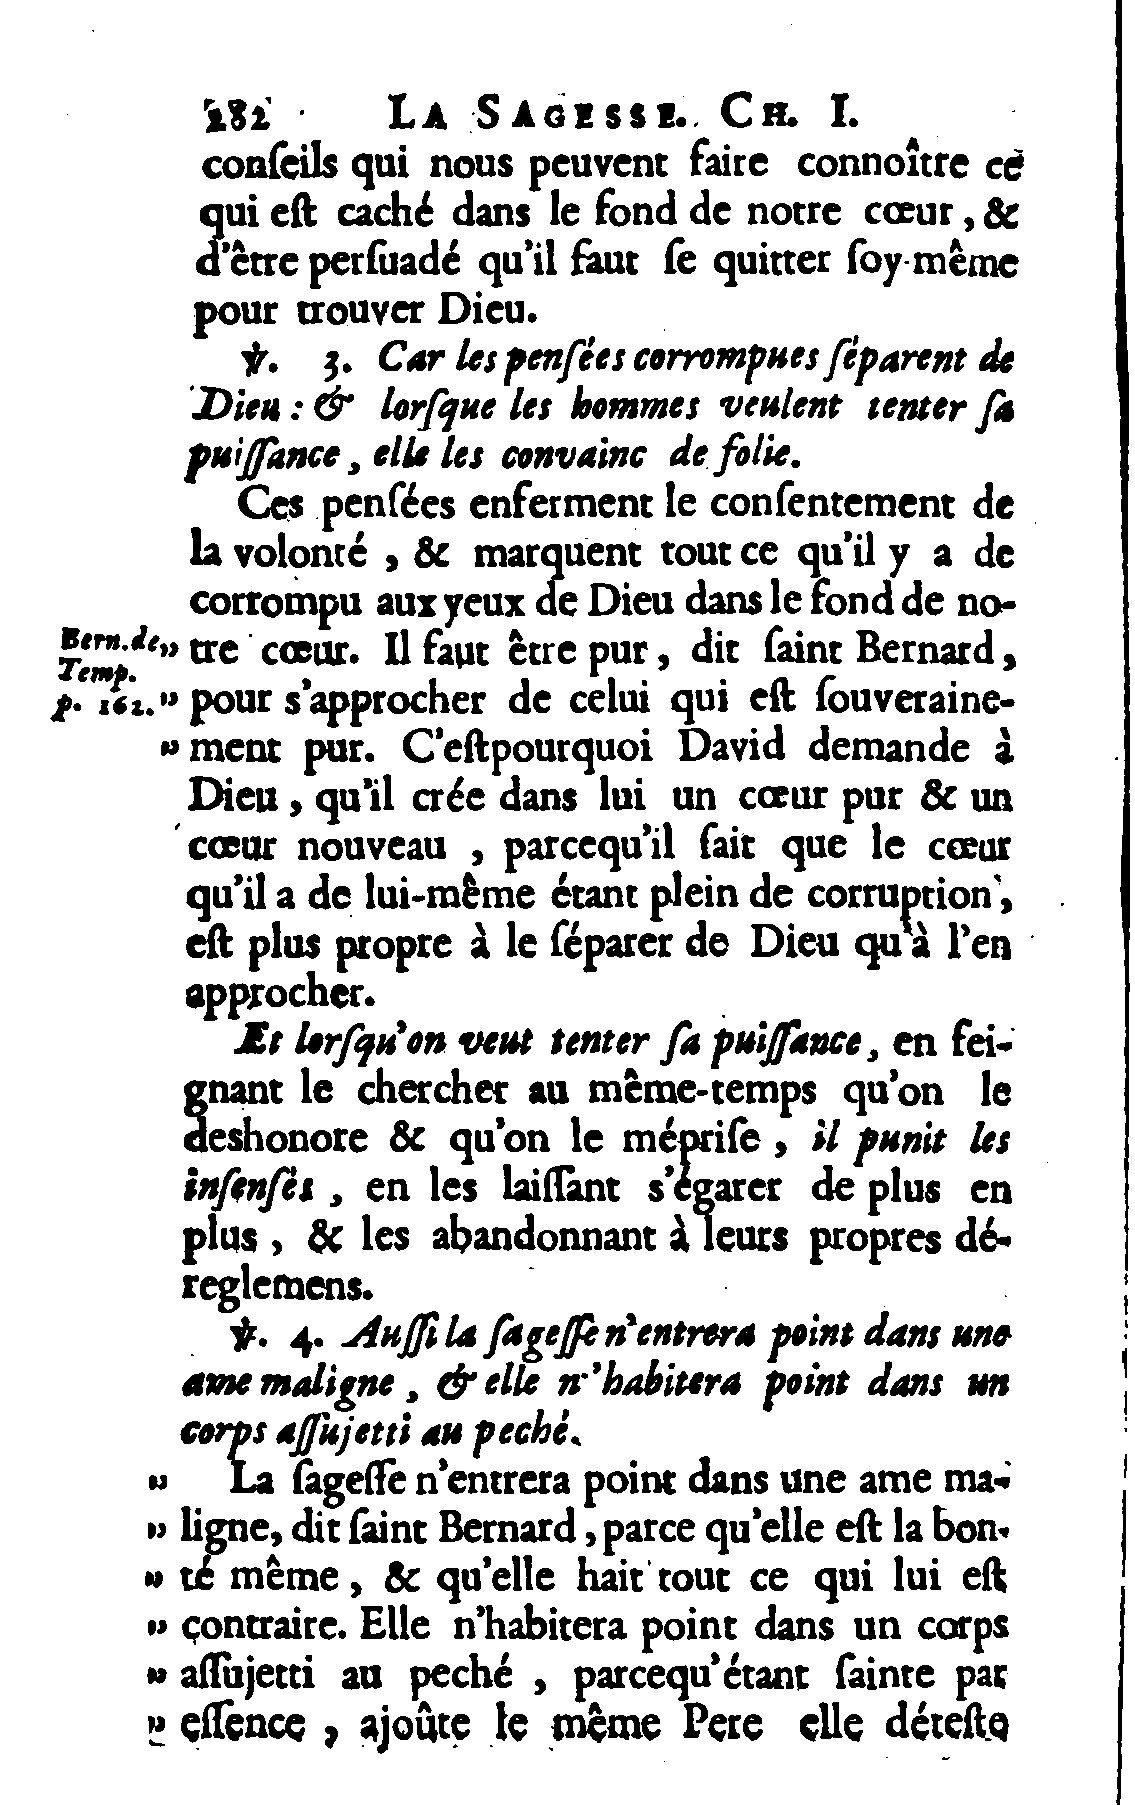 282 LA SAGESSE. CH. I.
conſeils qui nous peuvent faire connoître ce
qui eſt caché dans le fond de notre cœur, &
d'être perſuadé qu'il faut ſe quitter ſoy-même
pour trouver Dieu.
℣. 3. Car les penſées corrompues ſéparent de
Dieu : & lorſque les hommes veulent tenter ſa
puiſſance, elle les convainc de folie.
Ces penſées enferment le conſentement de
la volonté, & marquent tout ce qu'il y a de
corrompu aux yeux de Dieu dans le fond de no-
Bern. de " tre cœur. Il faut être pur, dit ſaint Bernard,
Temp.
p. 162. " pour s'approcher de celui qui eſt ſouveraine-
" ment pur. C'eſtpourquoi David demande à
Dieu, qu'il crée dans lui un cœur pur & un
cœur nouveau, parcequ'il ſait que le cœur
qu'il a de lui-même étant plein de corruption,
eſt plus propre à le ſéparer de Dieu qu'à l'en
approcher.
Et lorſqu'on veut tenter ſa puiſſance, en fei-
gnant le chercher au même-temps qu'on le
deshonore & qu'on le mépriſe, il punit les
inſenſés, en les laiſſant s'égarer de plus en
plus, & les abandonnant à leurs propres dé-
reglemens.
℣. 4. Auſſi la ſageſſe n'entrera point dans une
ame maligne, & elle n'habitera point dans un
corps aſſujetti au peché.
" La ſageſſe n'entrera point dans une ame ma-
" ligne, dit ſaint Bernard, parce qu'elle eſt la bon-
" té même, & qu'elle hait tout ce qui lui eſt
" contraire. Elle n'habitera point dans un corps
" aſſujetti au peché, parcequ'étant ſainte par
" eſſence, ajoûte le même Pere elle déteſte